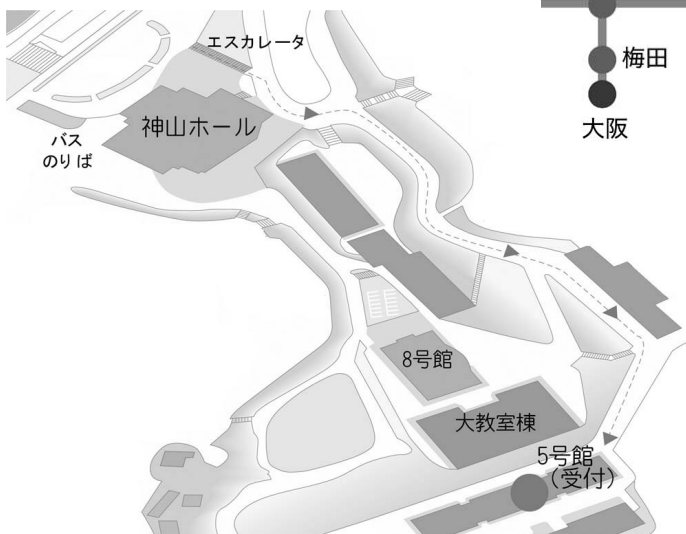 エスカレータ
梅田
大阪
神山ホール
バス
のりば
8号館
大教室棟
5号館
(受付)